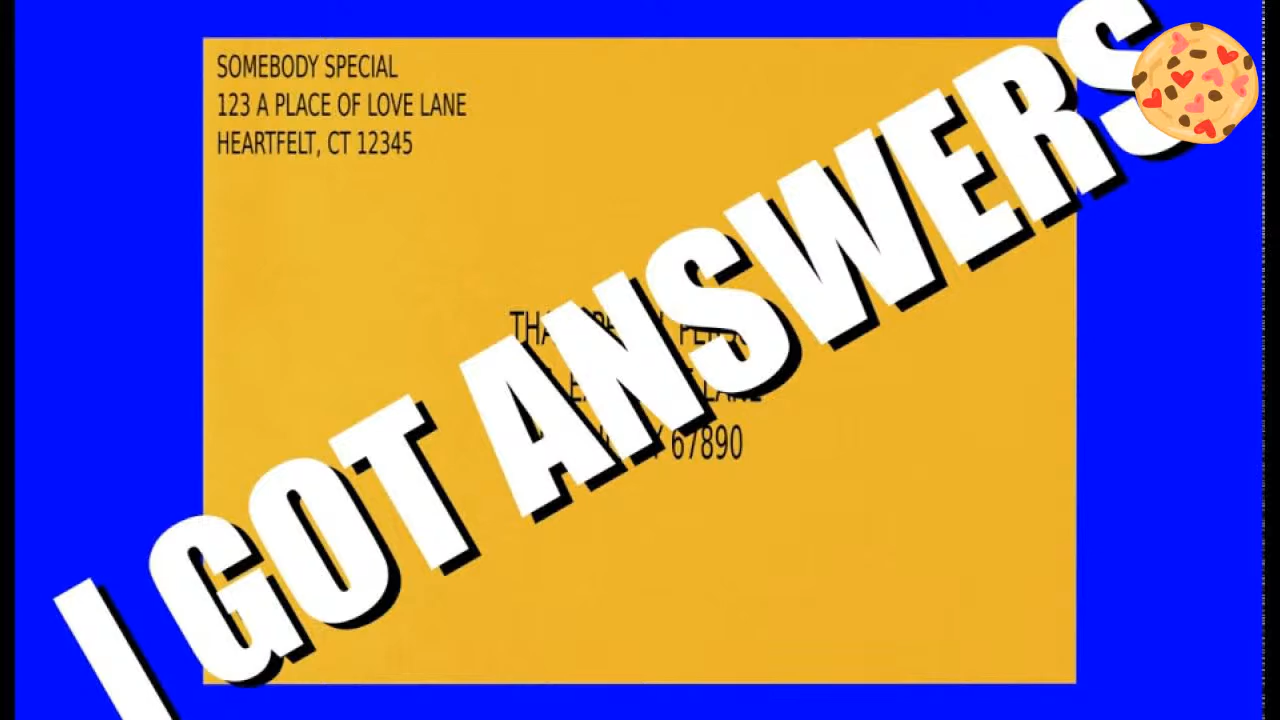 SOMEBODY SPECIAL
123 A PLACE OF LOVE LANE
HEARTFELT, CT 12345
I GOT ANSWERS
67890